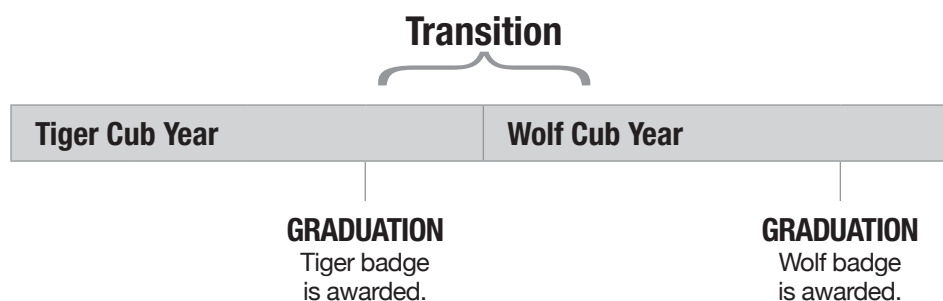 Transition
Tiger Cub Year
Wolf Cub Year
GRADUATION
Tiger badge
is awarded.
GRADUATION
Wolf badge
is awarded.